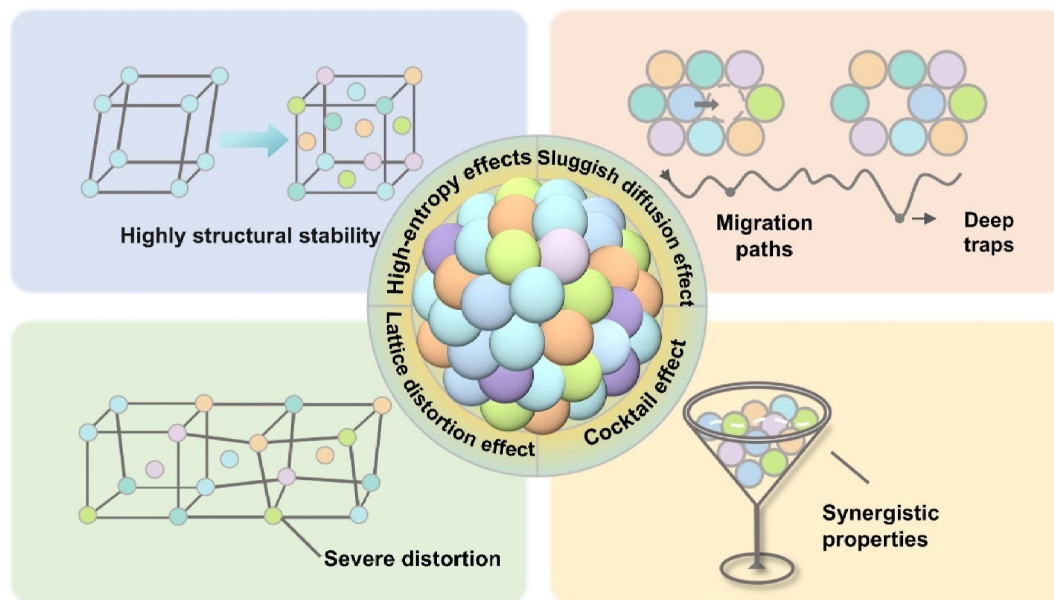 High-entropy effects
Sluggish diffusion effect
Highly structural stability
Migration
paths
Deep
traps
Lattice distortion effect
Cocktail effect
Severe distortion
Synergistic
properties